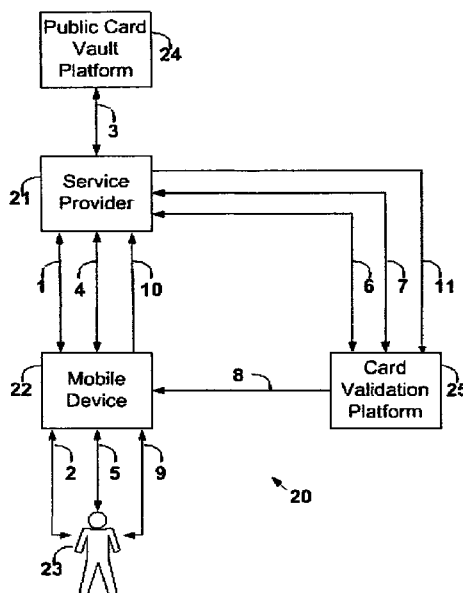 Public Card
Vault
Platform
24
3
21
Service
Provider
1
4
10
6
7
11
22
Mobile
Device
8
Card
Validation
Platform
25
2
5
9
20
23